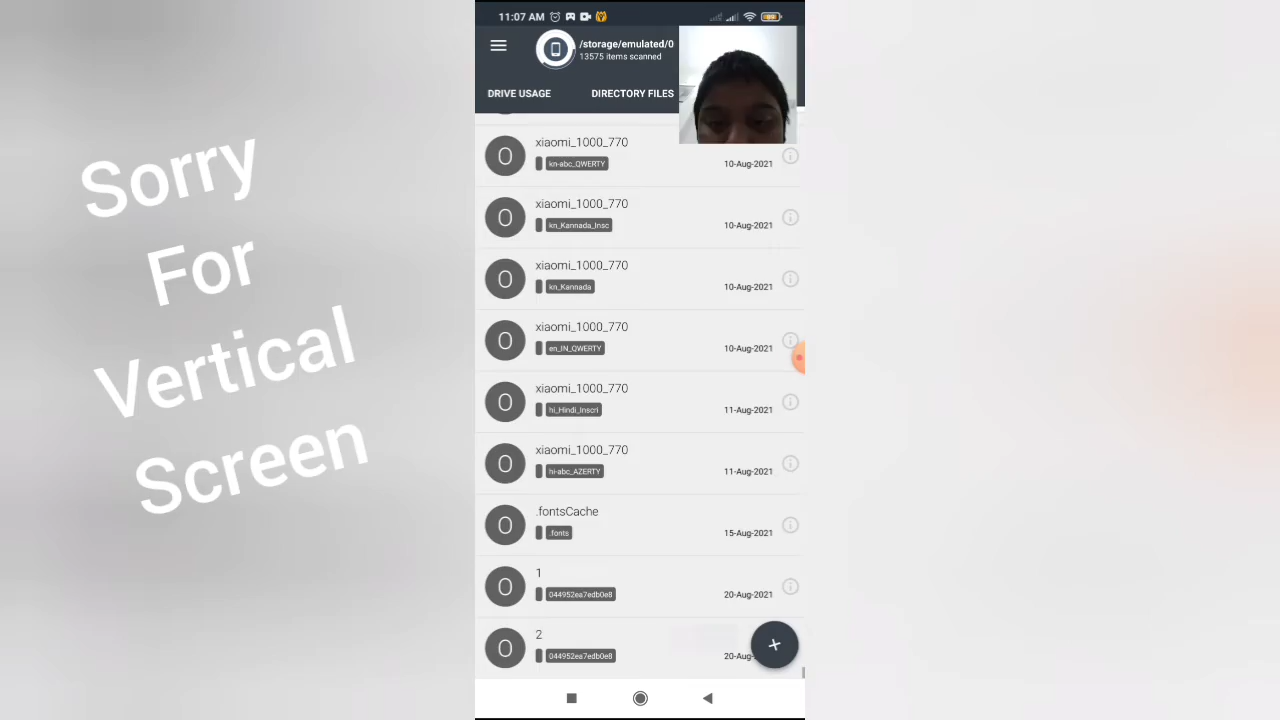 11:07 AM
/storage/emulated/0
13575 items scanned
DRIVE USAGE DIRECTORY FILES
xiaomi_1000_770
kn-abc_QWERTY 10-Aug-2021
xiaomi_1000_770
kn_Kannada_Insc 10-Aug-2021
xiaomi_1000_770
kn_Kannada 10-Aug-2021
xiaomi_1000_770
en_IN_QWERTY 10-Aug-2021
xiaomi_1000_770
hi_Hindi_Inscri 11-Aug-2021
xiaomi_1000_770
hi-abc_AZERTY 11-Aug-2021
.fontsCache
.fonts 15-Aug-2021
1
044952ea7edb0e8 20-Aug-2021
2
044952ea7edb0e8 20-Aug-
Sorry
For
Vertical
Screen